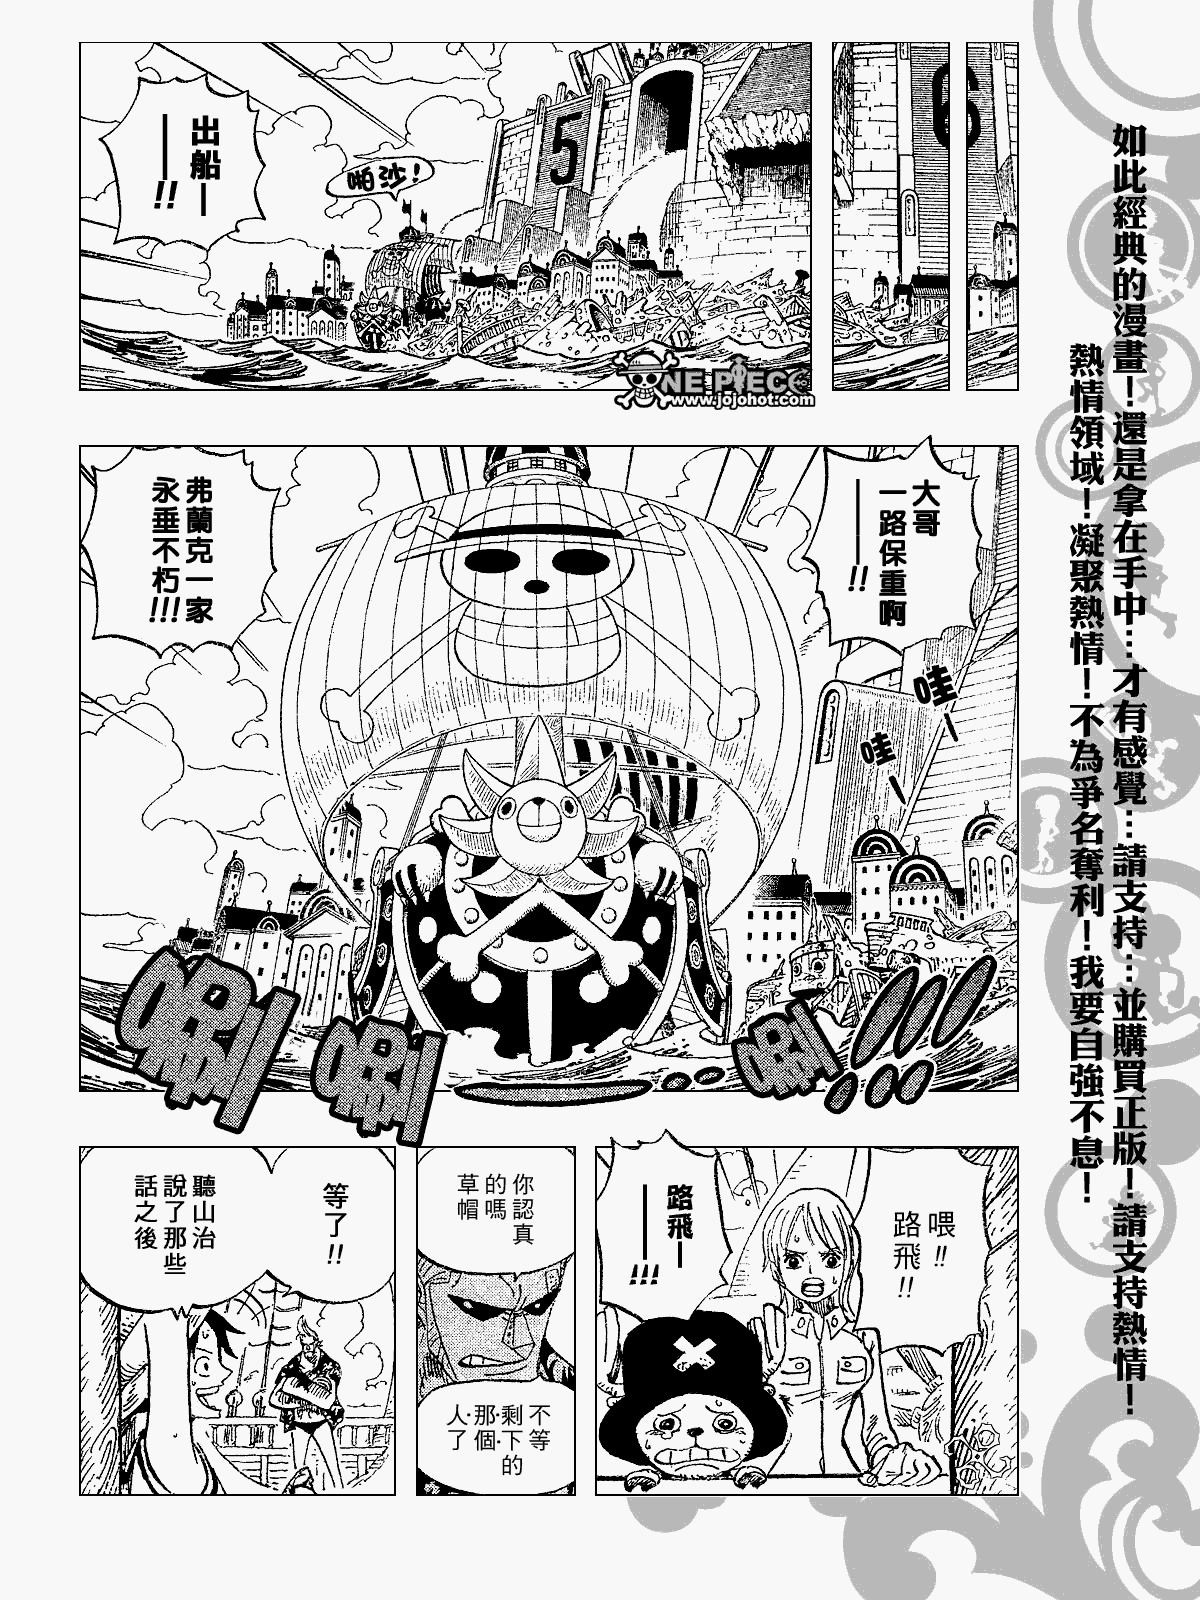 出船—
——!!
啪沙!
5
6
ONE PIECE
www.jojohot.com
大哥
一路保重啊
——!!
弗蘭克一家
永垂不朽!!!
哇—
哇—
唰
唰
唰!!!
喂!!
路飛!!
路飛—
——!!!
你認真
的嗎
草帽
不等
剩下的
那個
人了
等了!!
聽山治
說了那些
話之後
如此經典的漫畫!還是拿在手中…才有感覺…請支持…並購買正版!請支持熱情!
熱情領域!凝聚熱情!不為爭名奪利!我要自強不息!